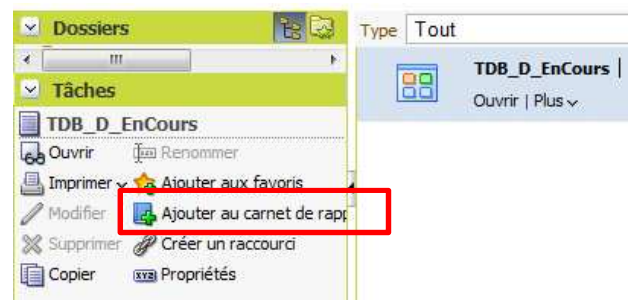 Dossiers
Type Tout
TDB_D_EnCours |
Ouvrir | Plus
Tâches
TDB_D_EnCours
Ouvrir Renommer
Imprimer Ajouter aux favoris
Modifier Ajouter au carnet de rapp
Supprimer Créer un raccourci
Copier Propriétés